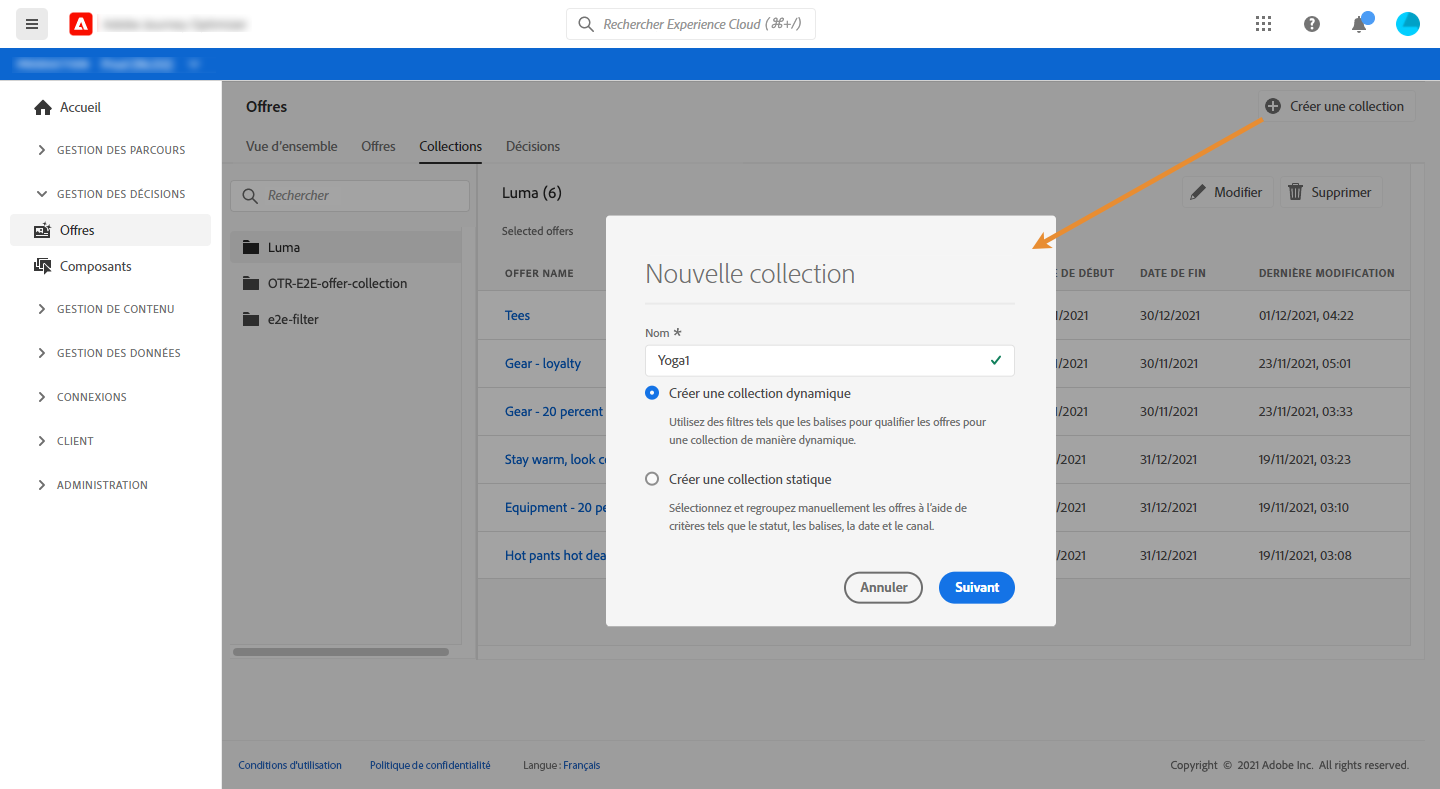 Rechercher Experience Cloud (⌘+/)
Accueil
GESTION DES PARCOURS
GESTION DES DÉCISIONS
Offres
Composants
GESTION DE CONTENU
GESTION DES DONNÉES
CONNEXIONS
CLIENT
ADMINISTRATION
Offres
Créer une collection
Vue d'ensemble Offres Collections Décisions
Rechercher
Luma
OTR-E2E-offer-collection
e2e-filter
Luma (6)
Modifier Supprimer
Selected offers
OFFER NAME DE DÉBUT DATE DE FIN DERNIÈRE MODIFICATION
Tees /2021 30/12/2021 01/12/2021, 04:22
Gear - loyalty /2021 30/11/2021 23/11/2021, 05:01
Gear - 20 percent /2021 30/11/2021 23/11/2021, 03:33
Stay warm, look /2021 31/12/2021 19/11/2021, 03:23
Equipment - 20 /2021 31/12/2021 19/11/2021, 03:10
Hot pants hot /2021 31/12/2021 19/11/2021, 03:08
Nouvelle collection
Nom *
Yoga1
Créer une collection dynamique
Utilisez des filtres tels que les balises pour qualifier les offres pour
une collection de manière dynamique.
Créer une collection statique
Sélectionnez et regroupez manuellement les offres à l'aide de
critères tels que le statut, les balises, la date et le canal.
Annuler Suivant
Conditions d'utilisation Politique de confidentialité Langue : Français
Copyright © 2021 Adobe Inc. All rights reserved.